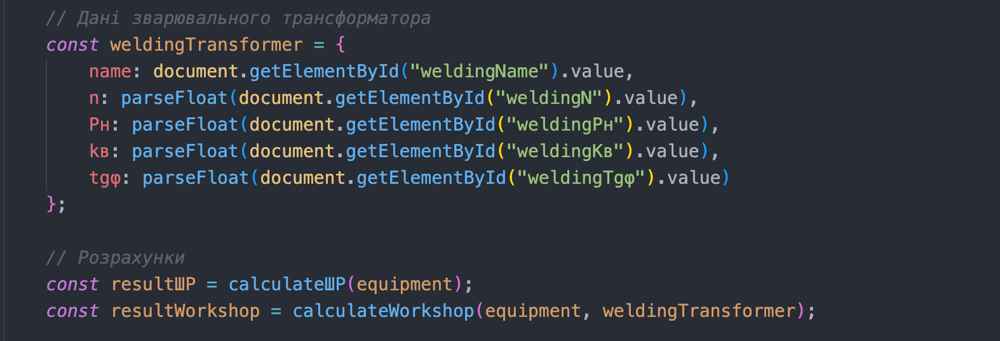 // Дані зварювального трансформатора
const weldingTransformer = {
name: document.getElementById("weldingName").value,
n: parseFloat(document.getElementById("weldingN").value),
Pн: parseFloat(document.getElementById("weldingPн").value),
kв: parseFloat(document.getElementById("weldingKв").value),
tgφ: parseFloat(document.getElementById("weldingTgφ").value)
};
// Розрахунки
const resultШР = calculateШР(equipment);
const resultWorkshop = calculateWorkshop(equipment, weldingTransformer);